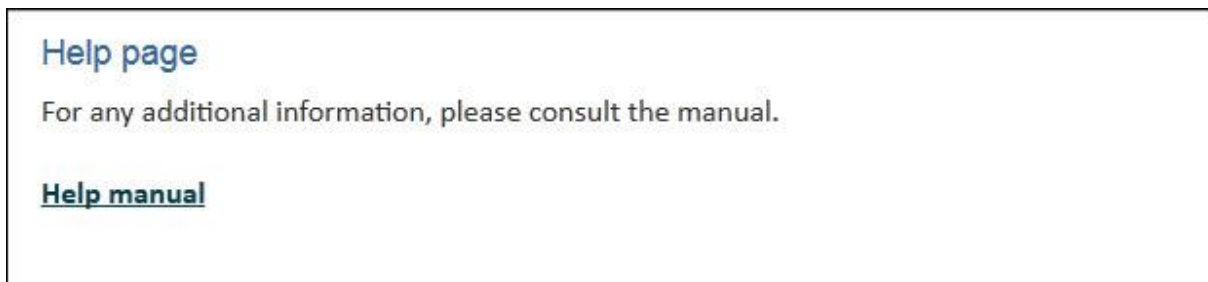 Help page
For any additional information, please consult the manual.
Help manual